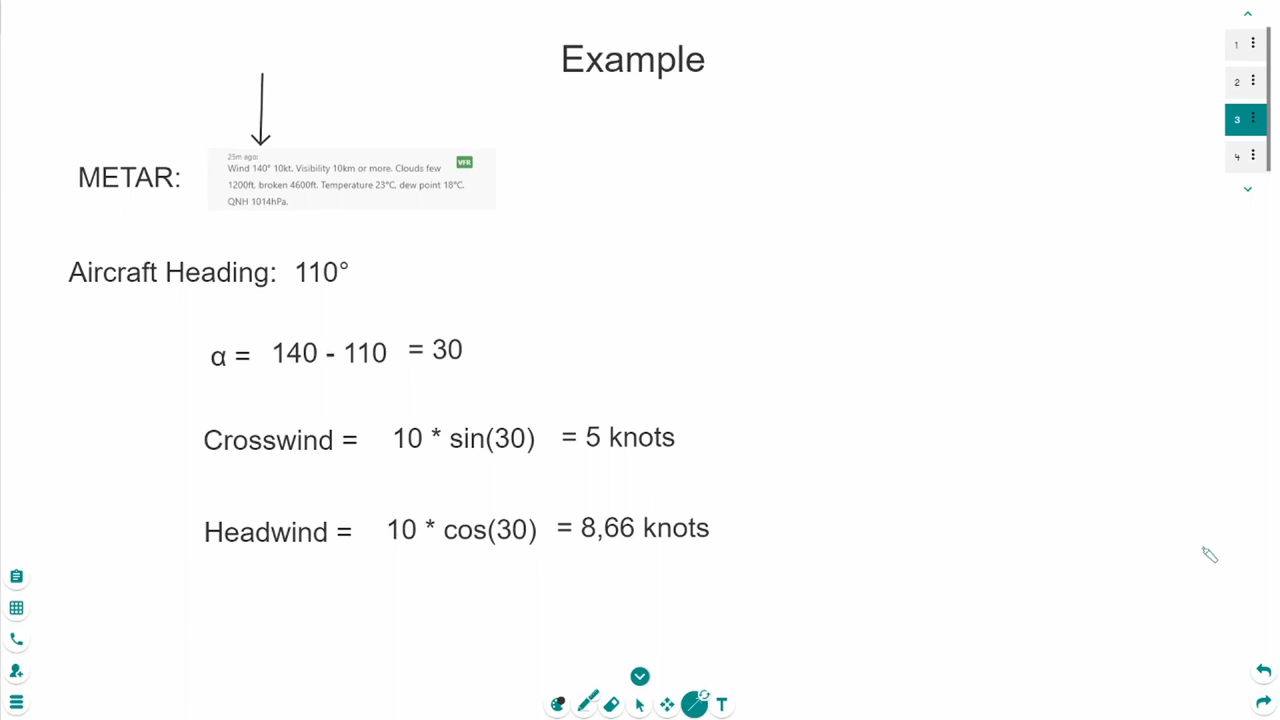 Example
1
2
3
4
METAR:
25m ago:
VFR
Wind 140° 10kt. Visibility 10km or more. Clouds few
1200ft, broken 4600ft. Temperature 23°C, dew point 18°C.
QNH 1014hPa.
Aircraft Heading: 110°
α = 140 - 110 = 30
Crosswind = 10 * sin(30) = 5 knots
Headwind = 10 * cos(30) = 8,66 knots
T